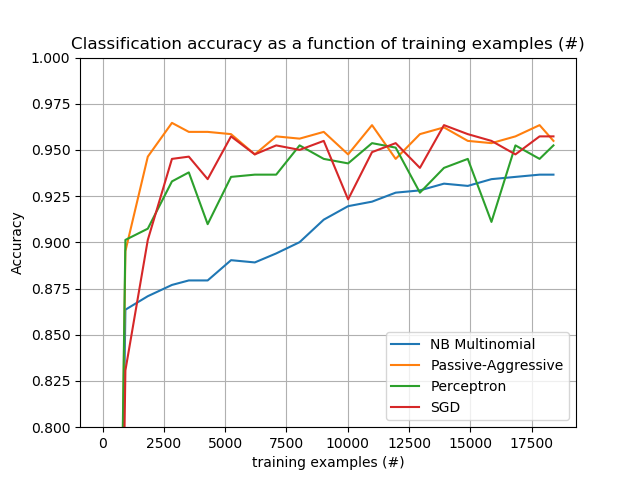 Classification accuracy as a function of training examples (#)
1.000
0.975
0.950
0.925
0.900
0.875
0.850
0.825
0.800
Accuracy
NB Multinomial
Passive-Aggressive
Perceptron
SGD
0 2500 5000 7500 10000 12500 15000 17500
training examples (#)